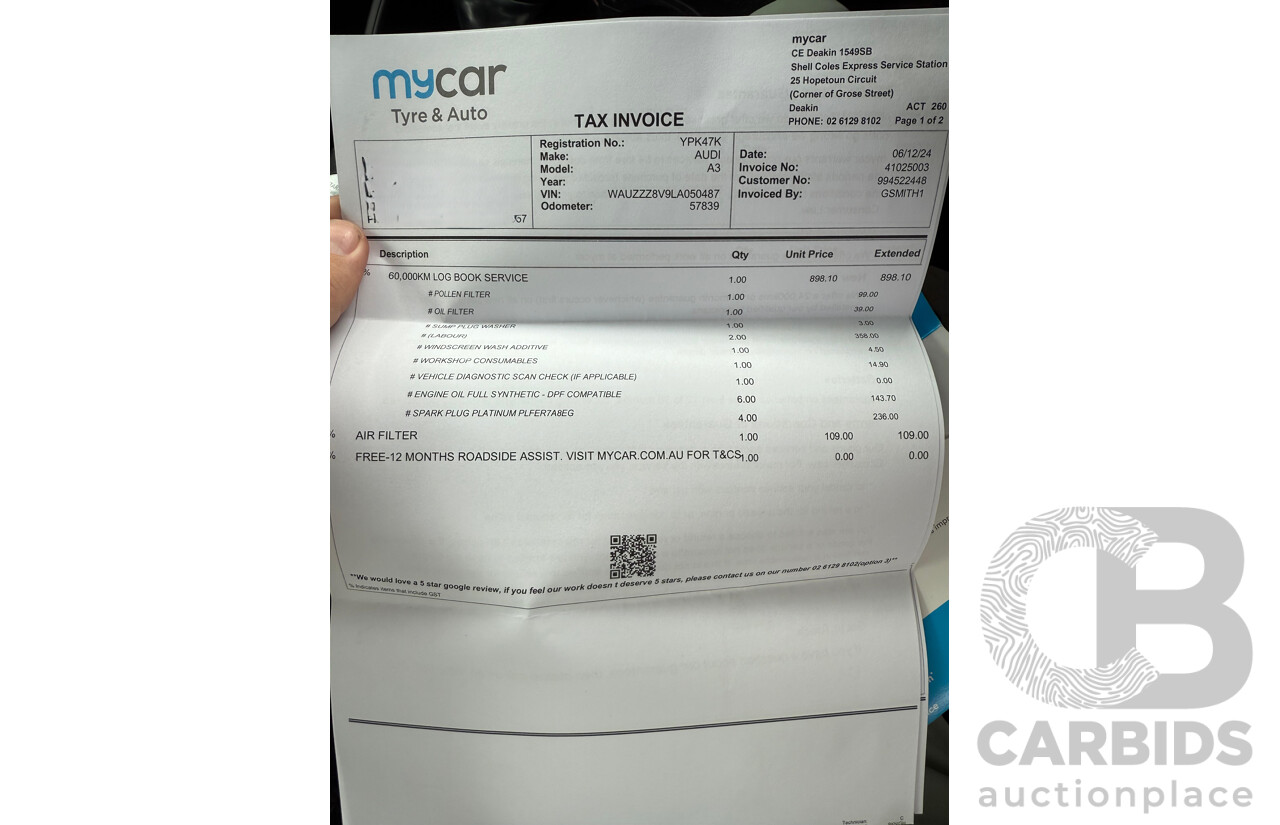 mycar
Tyre & Auto
TAX INVOICE
mycar
CE Deakin 1549SB
Shell Coles Express Service Station
25 Hopetoun Circuit
(Corner of Grose Street)
Deakin ACT 260
PHONE: 02 6129 8102 Page 1 of 2
67
Registration No.: YPK47K
Make: AUDI
Model: A3
Year:
VIN: WAUZZZ8V9LA050487
Odometer: 57839
Date: 06/12/24
Invoice No: 41025003
Customer No: 994522448
Invoiced By: GSMITH1
Description Qty Unit Price Extended
% 60,000KM LOG BOOK SERVICE 1.00 898.10 898.10
# POLLEN FILTER 1.00 99.00
# OIL FILTER 1.00 39.00
# SUMP PLUG WASHER 1.00 3.00
# (LABOUR) 2.00 358.00
# WINDSCREEN WASH ADDITIVE 1.00 4.50
# WORKSHOP CONSUMABLES 1.00 14.90
# VEHICLE DIAGNOSTIC SCAN CHECK (IF APPLICABLE) 1.00 0.00
# ENGINE OIL FULL SYNTHETIC - DPF COMPATIBLE 6.00 143.70
# SPARK PLUG PLATINUM PLFER7A8EG 4.00 236.00
% AIR FILTER 1.00 109.00 109.00
% FREE-12 MONTHS ROADSIDE ASSIST. VISIT MYCAR.COM.AU FOR T&CS 1.00 0.00 0.00
**We would love a 5 star google review, if you feel our work doesn t deserve 5 stars, please contact us on our number 02 6129 8102(option 3)**
% Indicates items that include GST
Technician
CB
CARBIDS
auctionplace